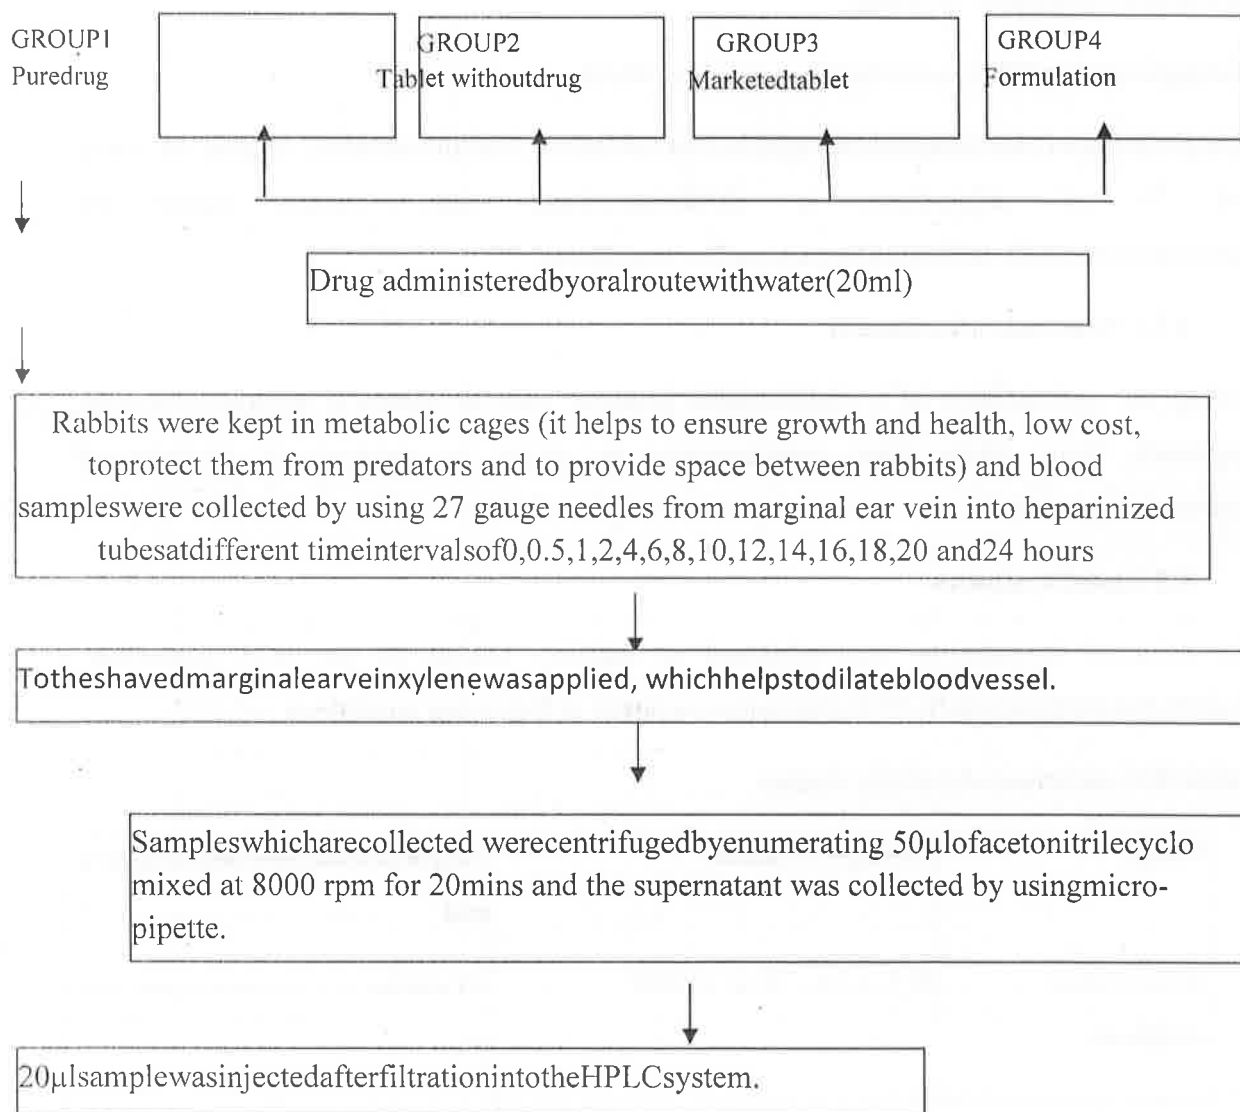 GROUP1
Puredrug
GROUP2
Tablet withoutdrug
GROUP3
Marketedtablet
GROUP4
Formulation
Drug administeredbyoralroutewithwater(20ml)
Rabbits were kept in metabolic cages (it helps to ensure growth and health, low cost,
toprotect them from predators and to provide space between rabbits) and blood
sampleswere collected by using 27 gauge needles from marginal ear vein into heparinized
tubesatdifferent timeintervalsof0,0.5,1,2,4,6,8,10,12,14,16,18,20 and24 hours
Totheshavedmarginalearveinxylenewasapplied, whichhelpstodilatebloodvessel.
Sampleswhicharecollected werecentrifugedbyenumerating 50µlofacetonitrilecyclo
mixed at 8000 rpm for 20mins and the supernatant was collected by usingmicro-
pipette.
20µlsamplewasinjectedafterfiltrationintotheHPLCsystem.